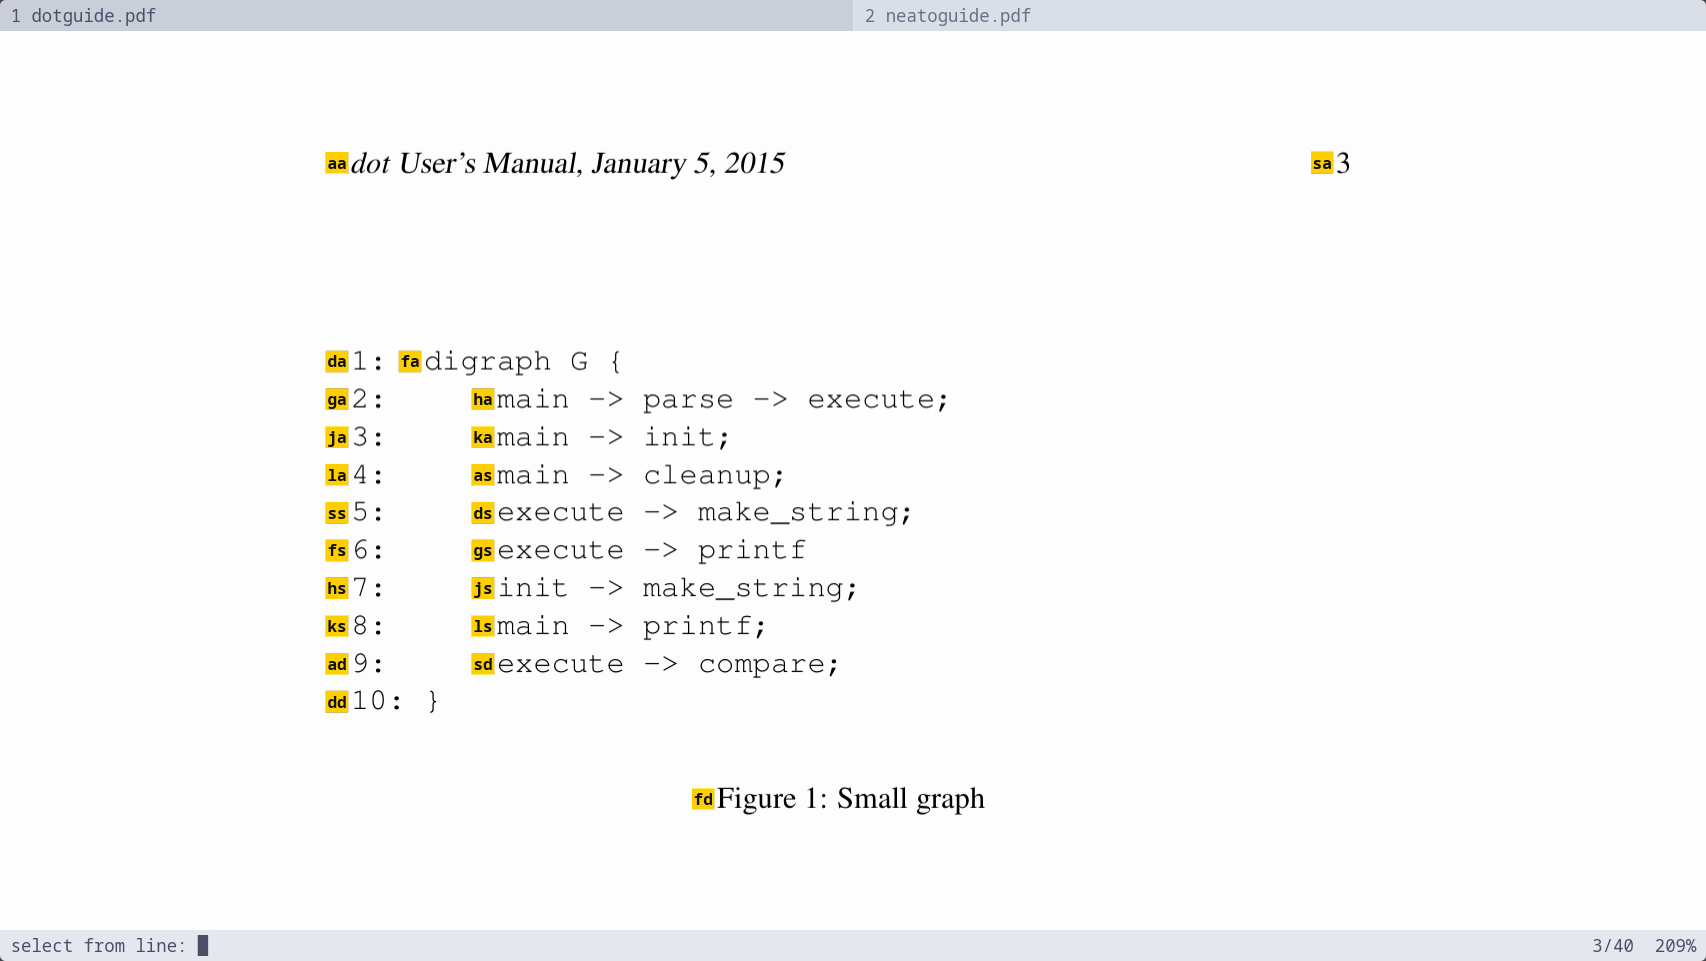 1 dotguide.pdf 2 neatoguide.pdf
aa dot User's Manual, January 5, 2015 sa 3
da 1: fa digraph G {
ga 2: ha main -> parse -> execute;
ja 3: ka main -> init;
la 4: as main -> cleanup;
ss 5: ds execute -> make_string;
fs 6: gs execute -> printf
hs 7: js init -> make_string;
ks 8: ls main -> printf;
ad 9: sd execute -> compare;
dd 10: }
fd Figure 1: Small graph
select from line: 3/40 209%